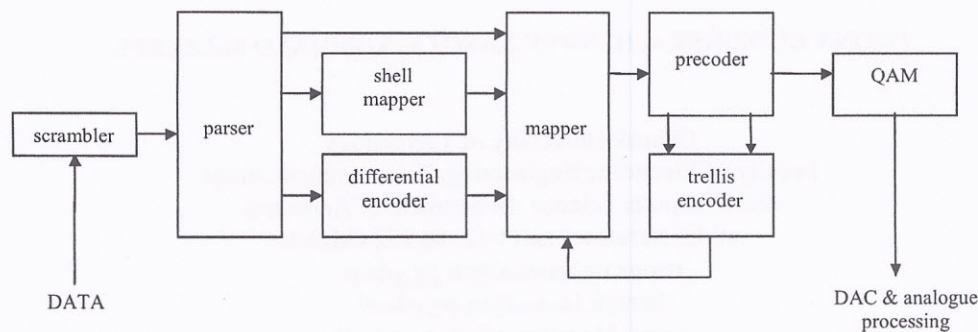 scrambler
parser
shell
mapper
differential
encoder
mapper
precoder
trellis
encoder
QAM
DATA
DAC & analogue
processing